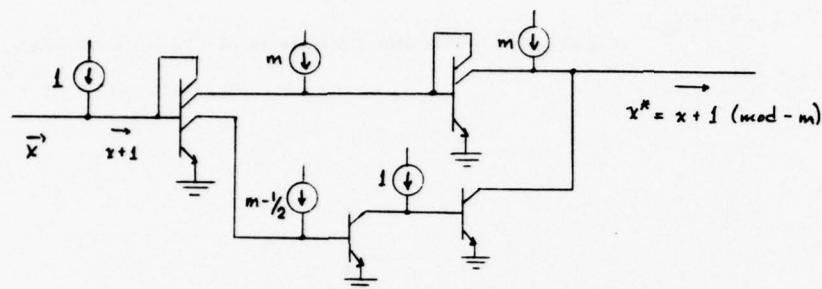 1
m
m
x
x+1
x* = x + 1 (mod - m)
m-1/2
1